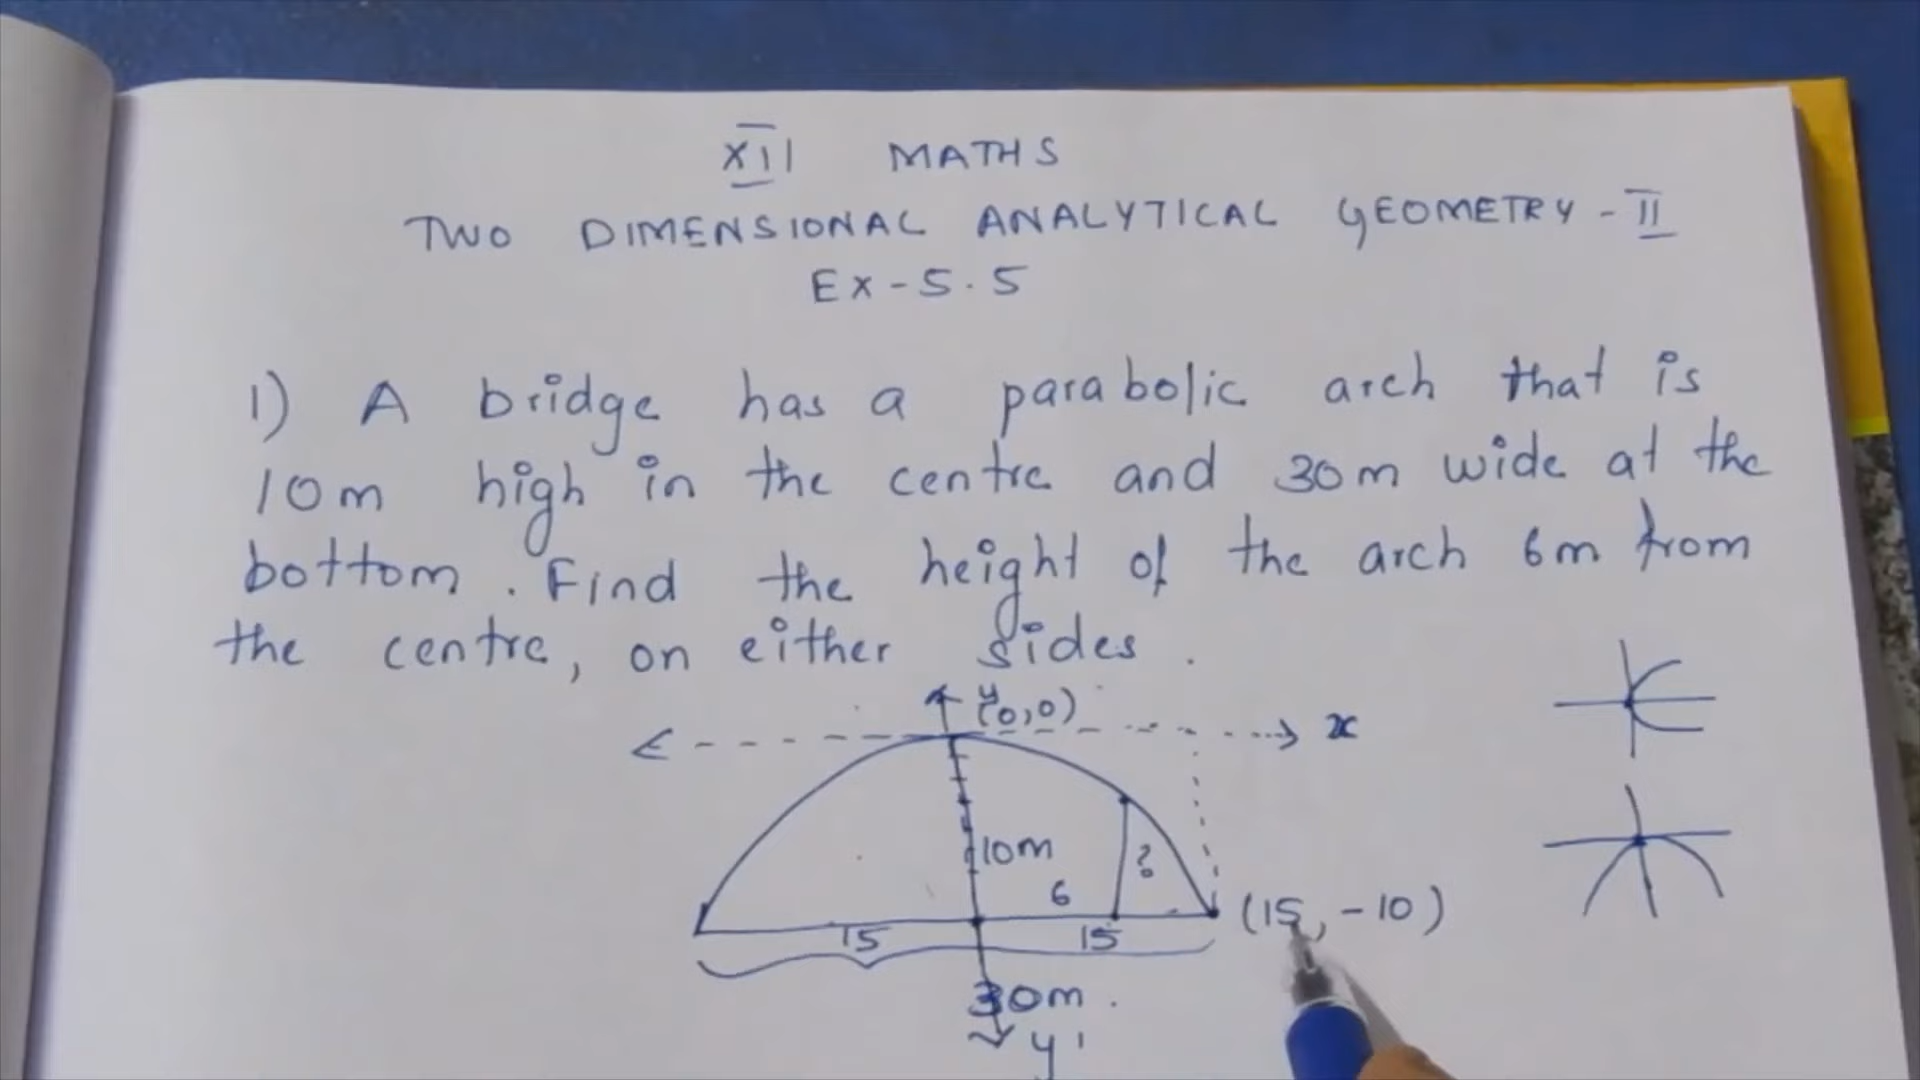 XII MATHS
TWO DIMENSIONAL ANALYTICAL GEOMETRY - II
Ex - 5.5
1) A bridge has a parabolic arch that is
10m high in the centre and 30m wide at the
bottom. Find the height of the arch 6m from
the centre, on either sides.
y
(0,0)
x
10m
?
6
(15, -10)
15
15
30m.
y'